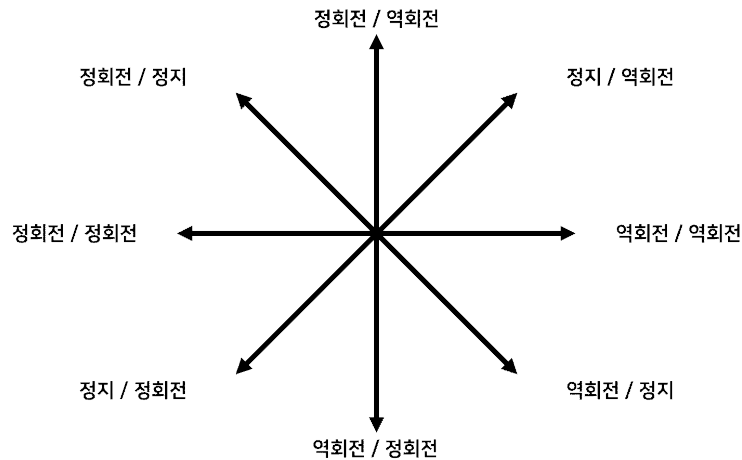 정회전 / 역회전
정회전 / 정지
정지 / 역회전
정회전 / 정회전
역회전 / 역회전
정지 / 정회전
역회전 / 정지
역회전 / 정회전